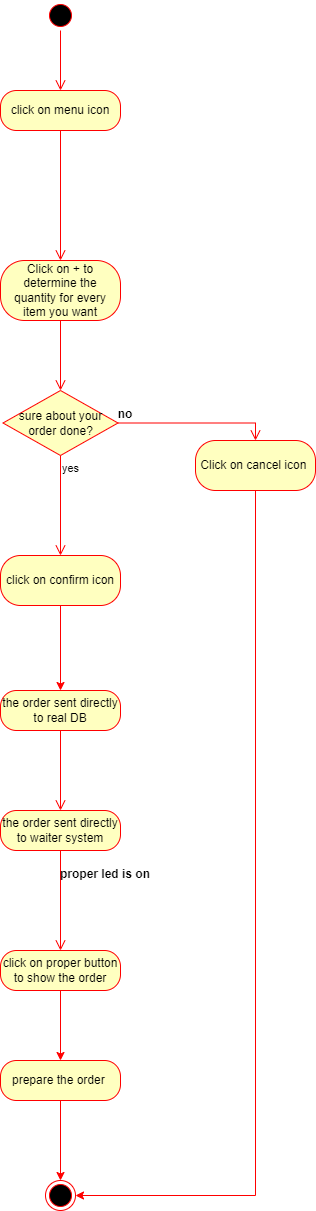 click on menu icon
Click on + to
determine the
quantity for every
item you want
sure about your
order done?
no
yes
Click on cancel icon
click on confirm icon
the order sent directly
to real DB
the order sent directly
to waiter system
proper led is on
click on proper button
to show the order
prepare the order